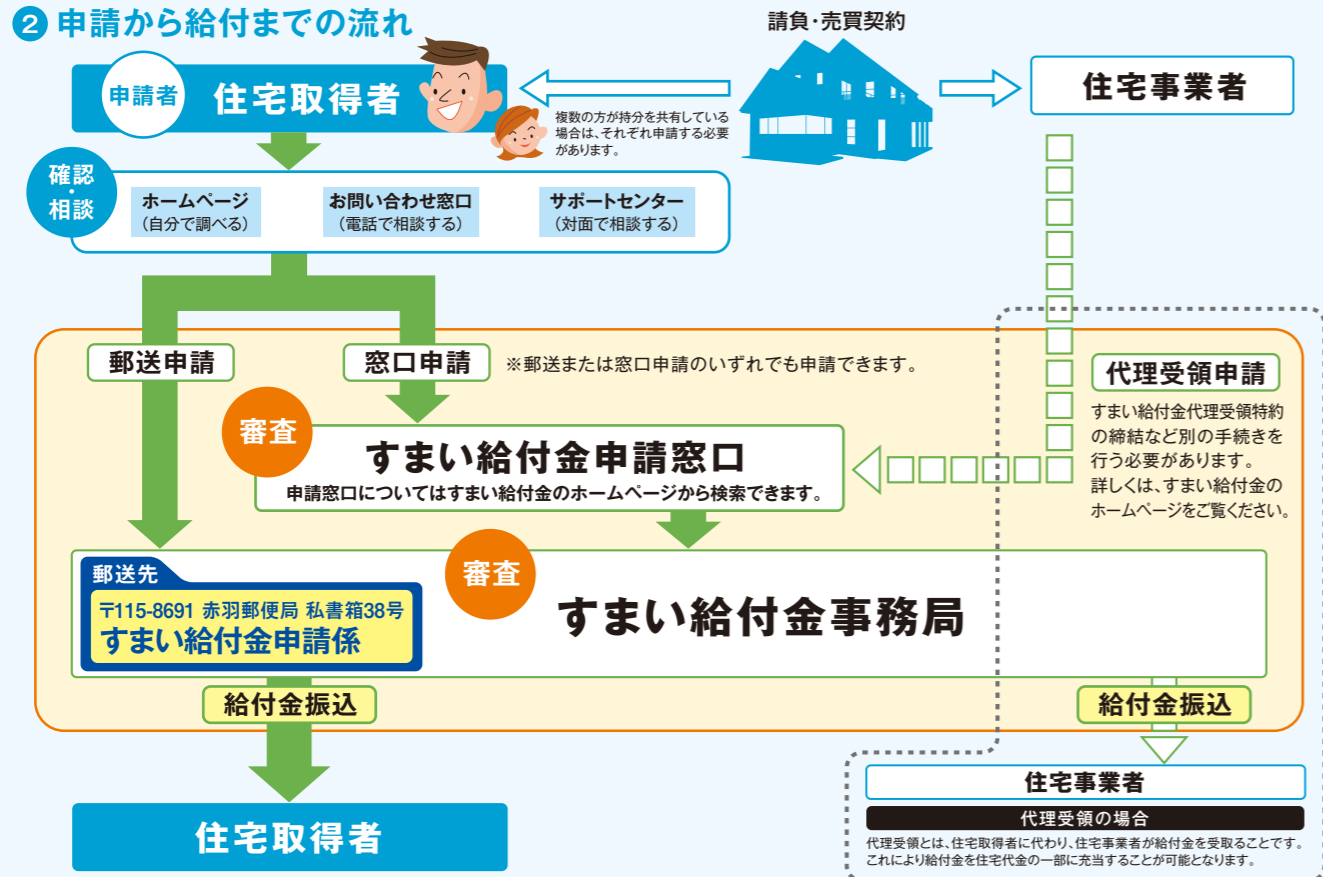 2 申請から給付までの流れ
請負・売買契約
申請者
住宅取得者
住宅事業者
複数の方が持分を共有している
場合は、それぞれ申請する必要
があります。
確認・相談
ホームページ
(自分で調べる)
お問い合わせ窓口
(電話で相談する)
サポートセンター
(対面で相談する)
郵送申請
窓口申請
※郵送または窓口申請のいずれでも申請できます。
代理受領申請
すまい給付金代理受領特約
の締結など別の手続きを
行う必要があります。
詳しくは、すまい給付金の
ホームページをご覧ください。
審査
すまい給付金申請窓口
申請窓口についてはすまい給付金のホームページから検索できます。
審査
すまい給付金事務局
郵送先
〒115-8691 赤羽郵便局 私書箱38号
すまい給付金申請係
給付金振込
給付金振込
住宅取得者
住宅事業者
代理受領の場合
代理受領とは、住宅取得者に代わり、住宅事業者が給付金を受取ることです。
これにより給付金を住宅代金の一部に充当することが可能となります。